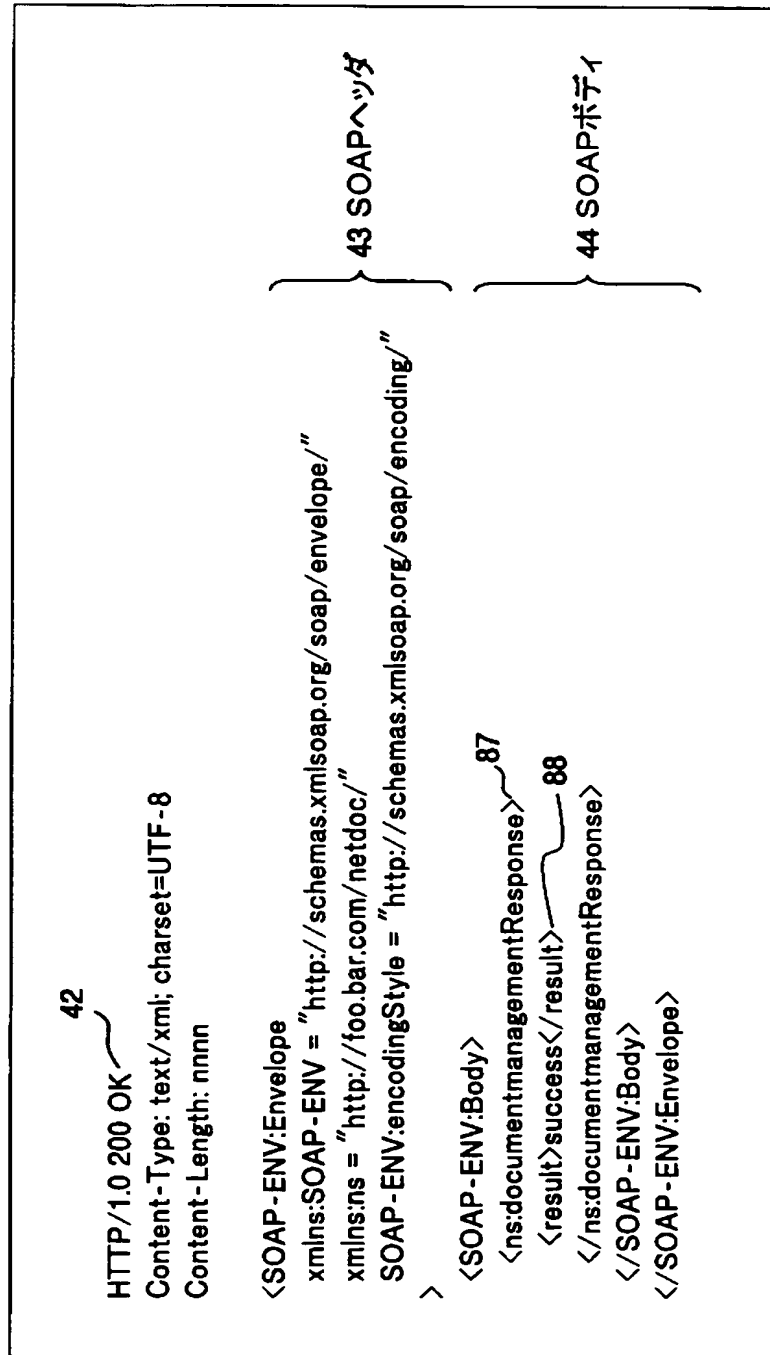 42
HTTP/1.0 200 OK
Content-Type: text/xml; charset=UTF-8
Content-Length: nnnn
<SOAP-ENV:Envelope
xmlns:SOAP-ENV = "http://schemas.xmlsoap.org/soap/envelope/"
xmlns:ns = "http://foo.bar.com/netdoc/"
SOAP-ENV:encodingStyle = "http://schemas.xmlsoap.org/soap/encoding/"
>
43 SOAPヘッダ
<SOAP-ENV:Body>
<ns:documentmanagementResponse> 87
<result>success</result> 88
</ns:documentmanagementResponse>
</SOAP-ENV:Body>
</SOAP-ENV:Envelope>
44 SOAPボディ